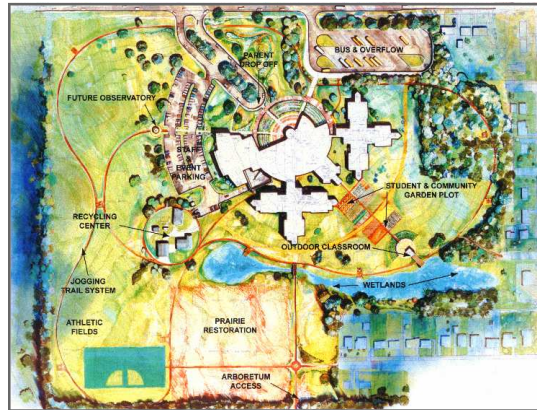 PARENT
DROP OFF
BUS & OVERFLOW
FUTURE OBSERVATORY
STAFF
&
EVENT
PARKING
STUDENT & COMMUNITY
GARDEN PLOT
RECYCLING
CENTER
OUTDOOR CLASSROOM
JOGGING
TRAIL SYSTEM
WETLANDS
ATHLETIC
FIELDS
PRAIRIE
RESTORATION
ARBORETUM
ACCESS